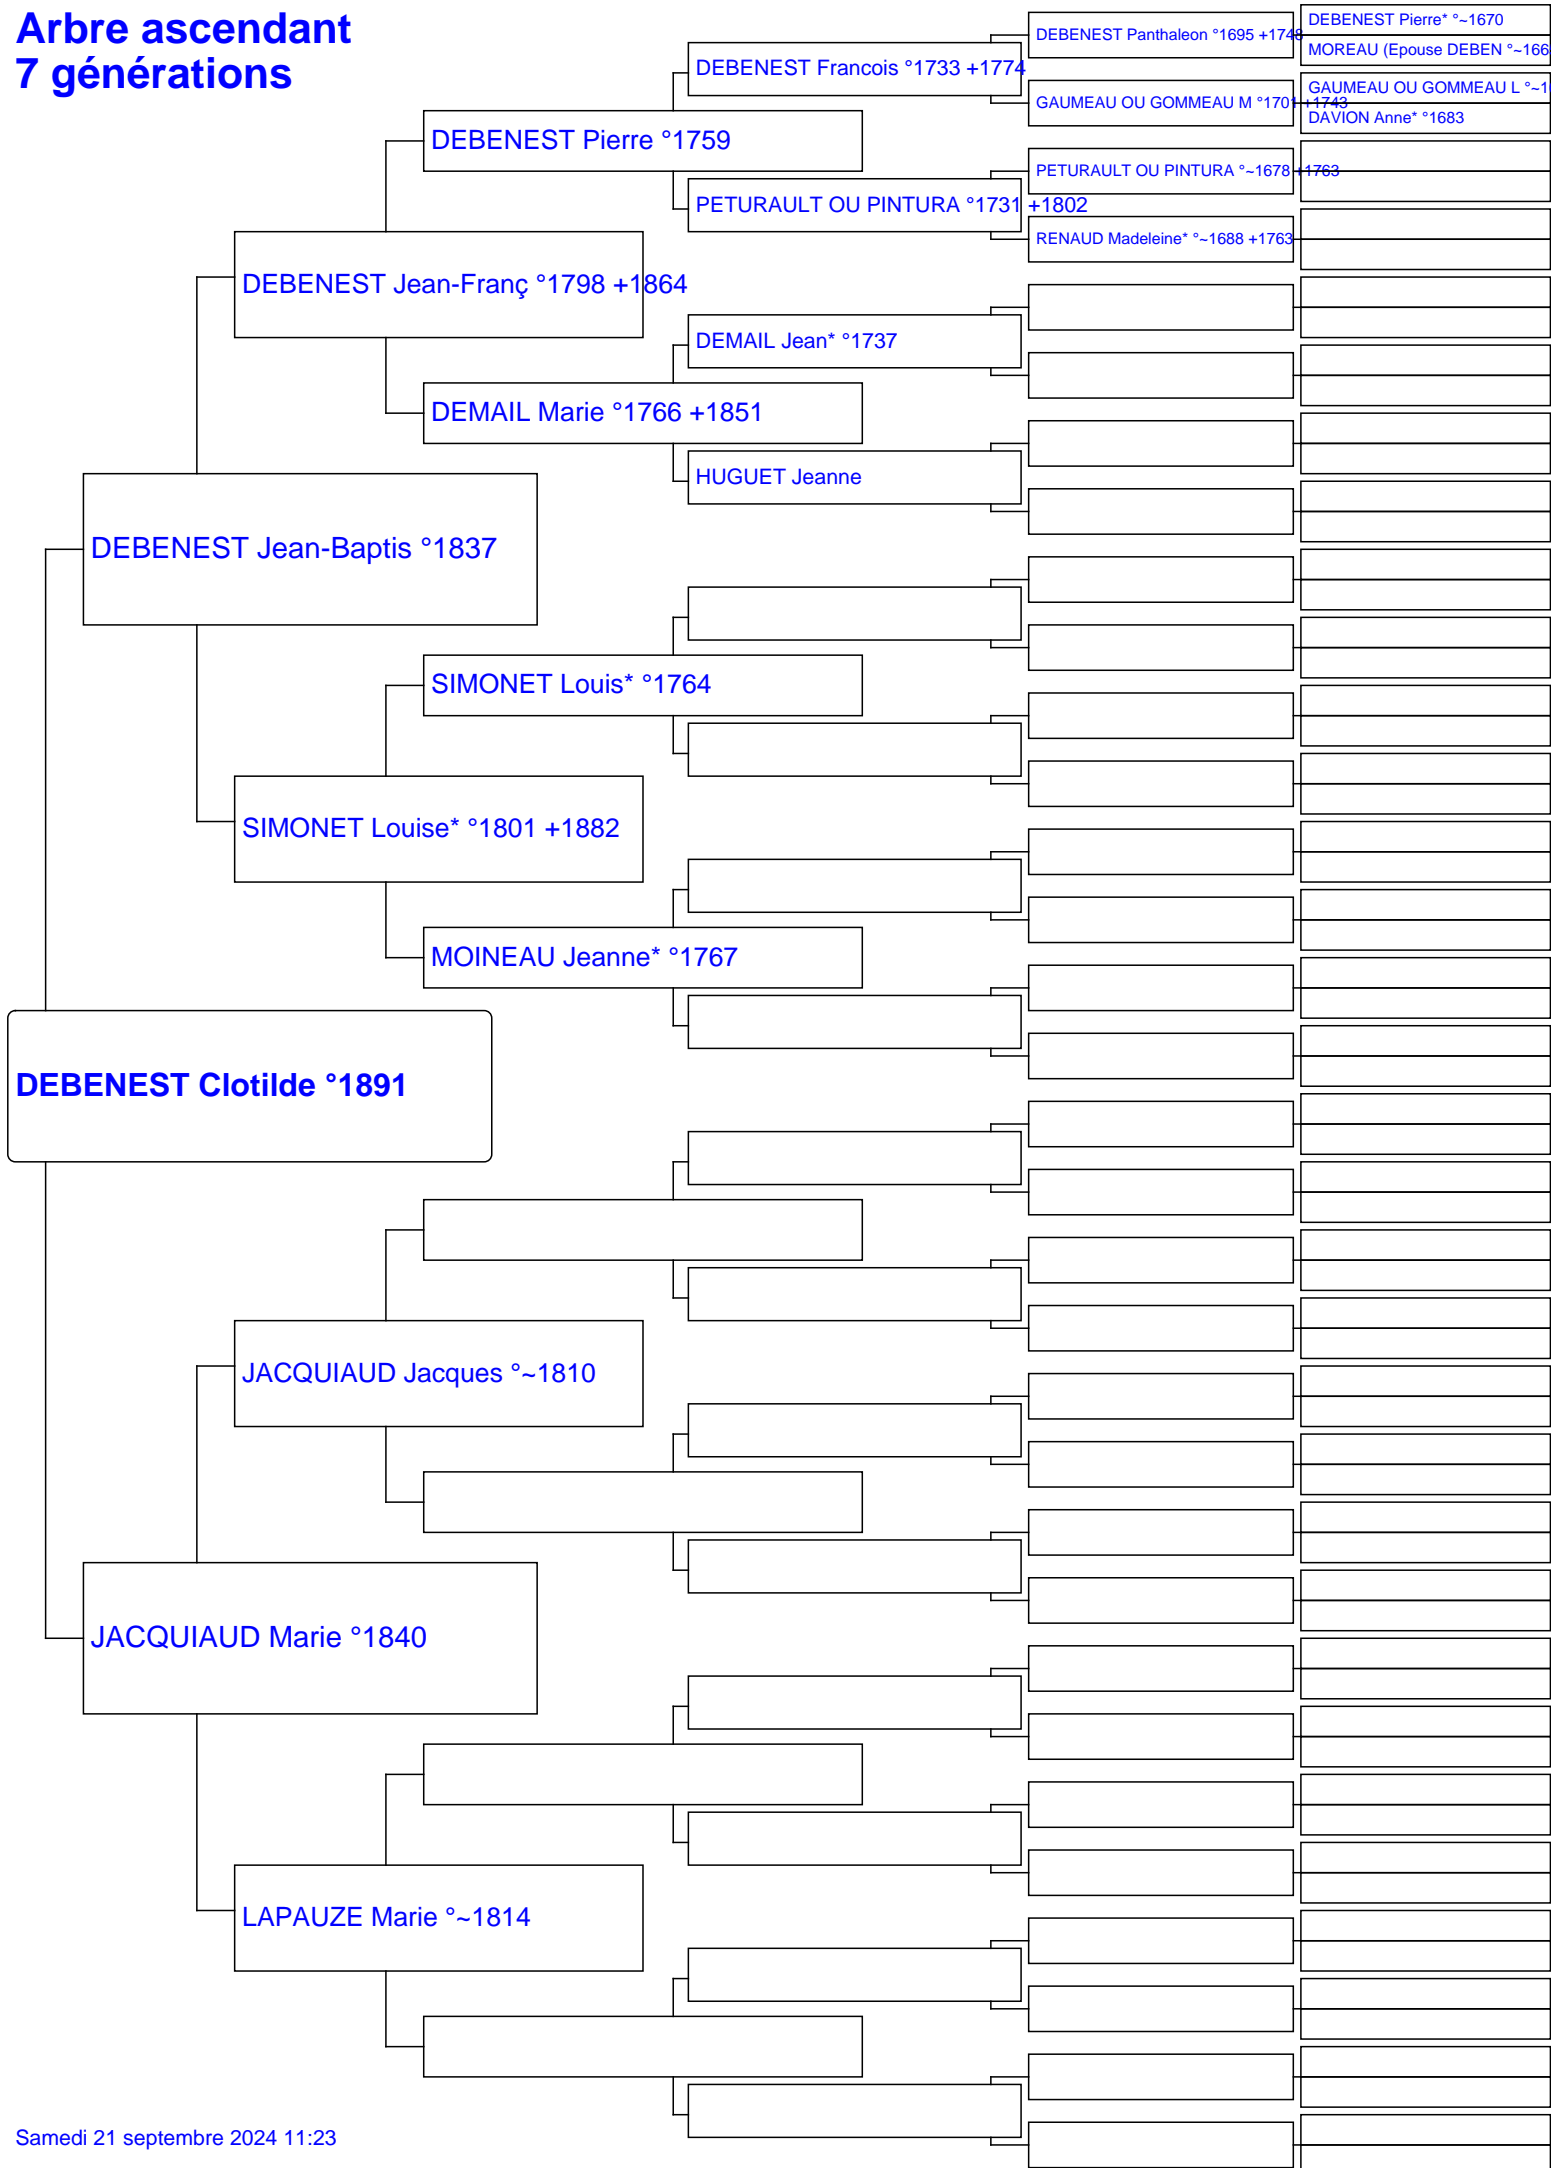 Arbre ascendant
7 générations
DEBENEST Pierre* °~1670
DEBENEST Panthaleon °1695 +1748
MOREAU (Epouse DEBEN °~166
DEBENEST Francois °1733 +1774
GAUMEAU OU GOMMEAU L °~1
GAUMEAU OU GOMMEAU M °1701 +1743
DAVION Anne* °1683
DEBENEST Pierre °1759
PETURAULT OU PINTURA °~1678 +1763
PETURAULT OU PINTURA °1731 +1802
RENAUD Madeleine* °~1688 +1763
DEBENEST Jean-Franç °1798 +1864
DEMAIL Jean* °1737
DEMAIL Marie °1766 +1851
HUGUET Jeanne
DEBENEST Jean-Baptis °1837
SIMONET Louis* °1764
SIMONET Louise* °1801 +1882
MOINEAU Jeanne* °1767
DEBENEST Clotilde °1891
JACQUIAUD Jacques °~1810
JACQUIAUD Marie °1840
LAPAUZE Marie °~1814
Samedi 21 septembre 2024 11:23